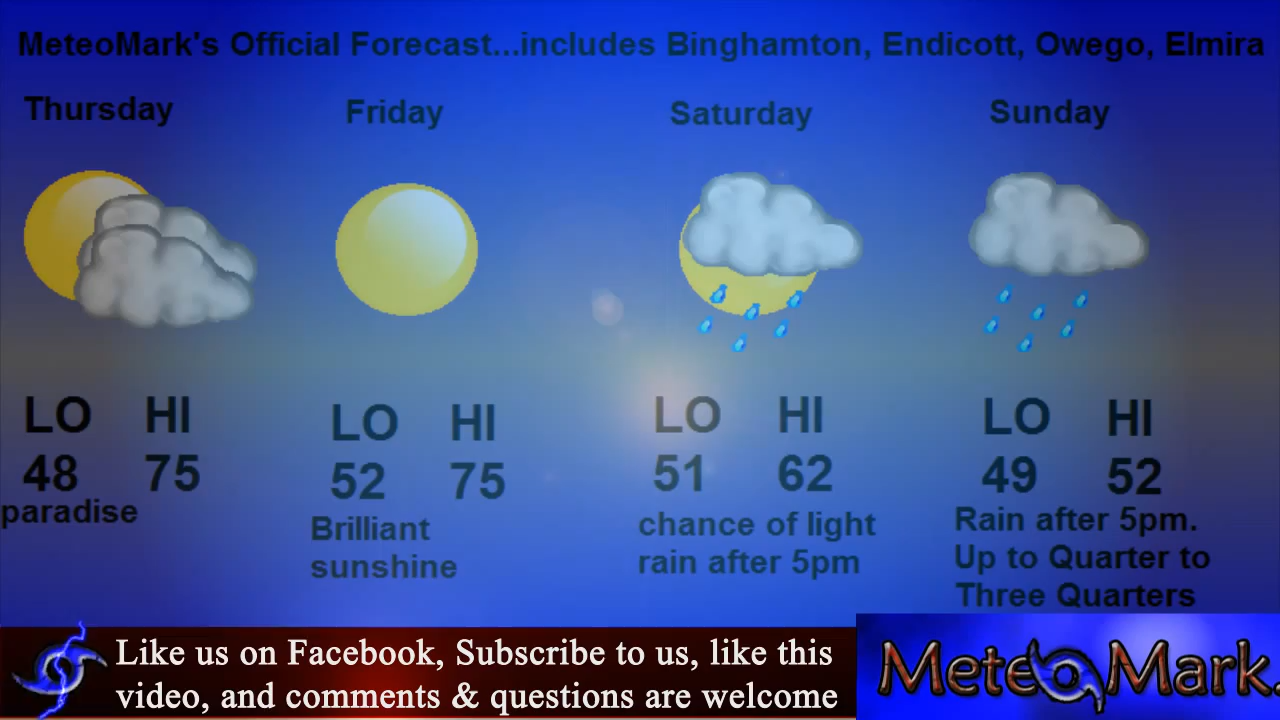 MeteoMark's Official Forecast...includes Binghamton, Endicott, Owego, Elmira
Thursday
Friday
Saturday
Sunday
LO HI
48 75
paradise
LO HI
52 75
Brilliant
sunshine
LO HI
51 62
chance of light
rain after 5pm
LO HI
49 52
Rain after 5pm.
Up to Quarter to
Three Quarters
Like us on Facebook, Subscribe to us, like this
video, and comments & questions are welcome
MeteoMark.